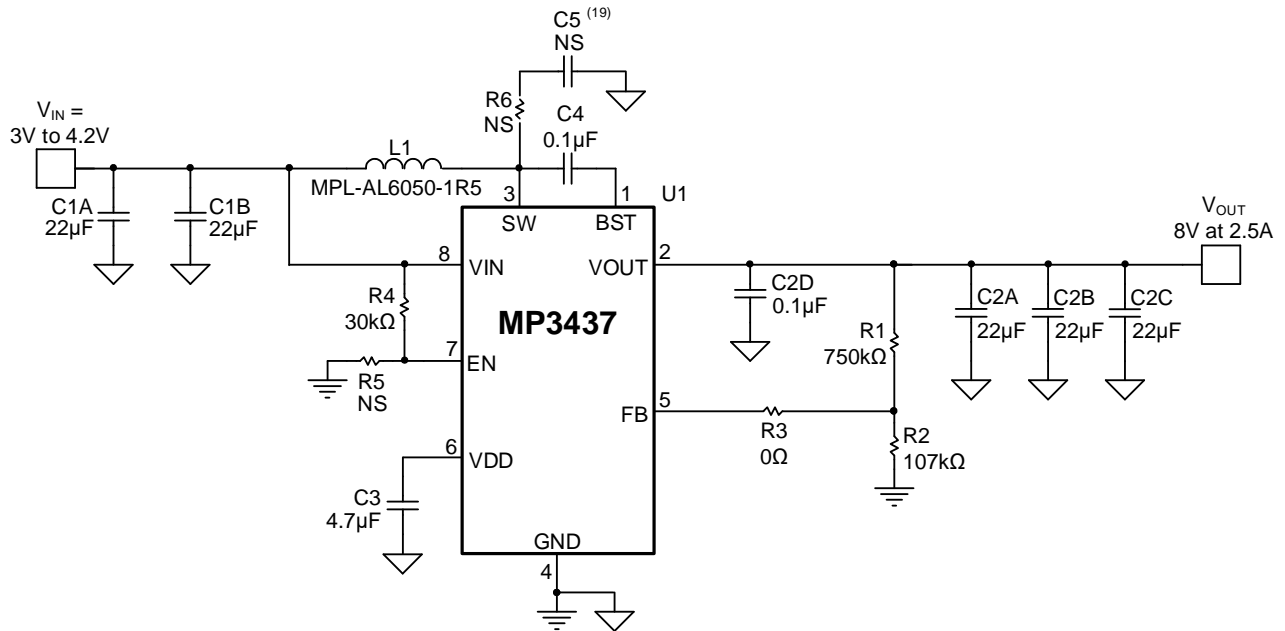 C5 (19)
NS
R6
NS
C4
0.1µF
V_IN =
3V to 4.2V
L1
MPL-AL6050-1R5
3
1
U1
C1A
22µF
C1B
22µF
SW
BST
V_OUT
8V at 2.5A
8
VIN
VOUT
2
R4
30kΩ
MP3437
C2D
0.1µF
C2A
22µF
C2B
22µF
C2C
22µF
R1
750kΩ
7
EN
R5
NS
FB
5
R3
0Ω
R2
107kΩ
6
VDD
C3
4.7µF
GND
4